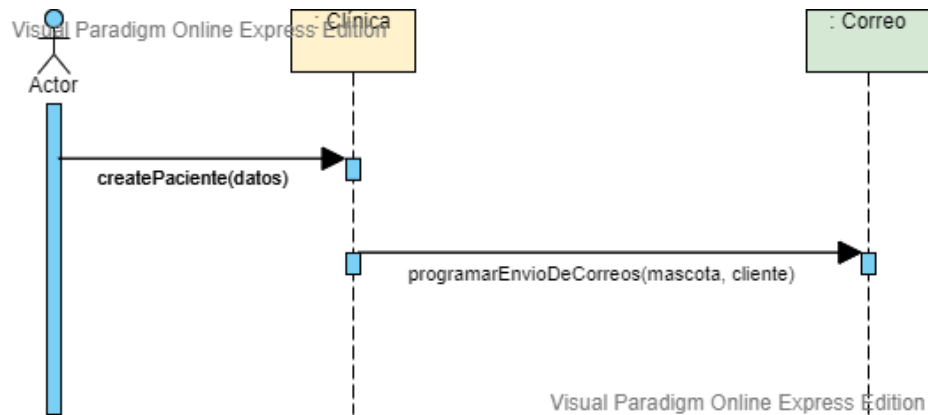 Visual Paradigm Online Express Edition
: Clínica
: Correo
Actor
createPaciente(datos)
programarEnvioDeCorreos(mascota, cliente)
Visual Paradigm Online Express Edition